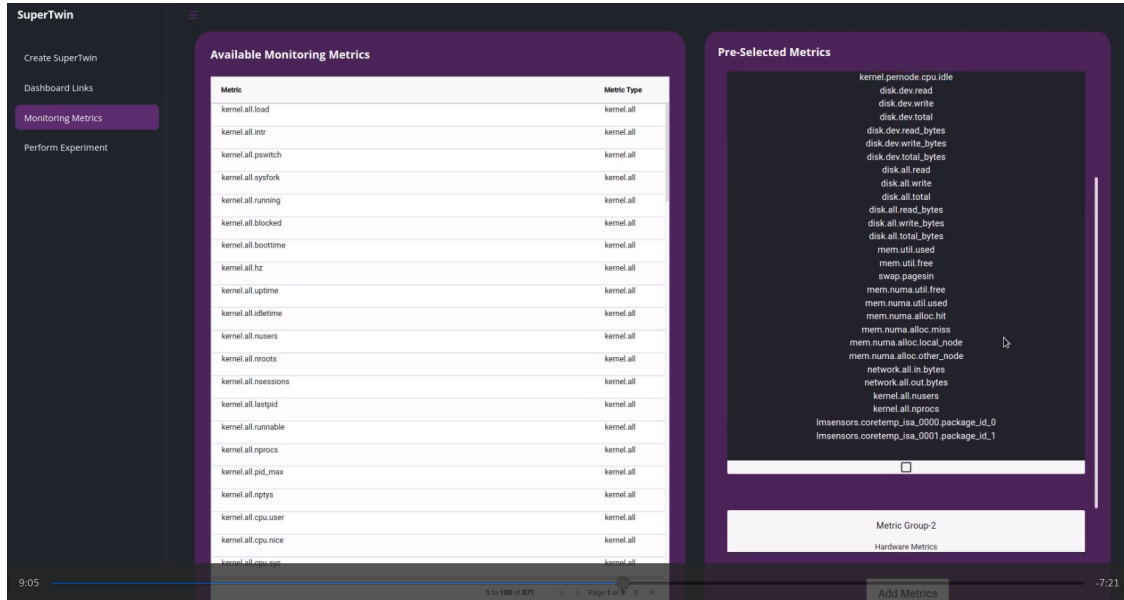 SuperTwin
Create SuperTwin
Dashboard Links
Monitoring Metrics
Perform Experiment
Available Monitoring Metrics
Metric Metric Type
kernel.all.load kernel.all
kernel.all.intr kernel.all
kernel.all.pswitch kernel.all
kernel.all.sysfork kernel.all
kernel.all.running kernel.all
kernel.all.blocked kernel.all
kernel.all.boottime kernel.all
kernel.all.hz kernel.all
kernel.all.uptime kernel.all
kernel.all.idletime kernel.all
kernel.all.nusers kernel.all
kernel.all.nroots kernel.all
kernel.all.nsessions kernel.all
kernel.all.lastpid kernel.all
kernel.all.runnable kernel.all
kernel.all.nprocs kernel.all
kernel.all.pid_max kernel.all
kernel.all.nptys kernel.all
kernel.all.cpu.user kernel.all
kernel.all.cpu.nice kernel.all
kernel.all.cpu.sys kernel.all
1 to 100 of 871 Page 1 of 9
Pre-Selected Metrics
kernel.pernode.cpu.idle
disk.dev.read
disk.dev.write
disk.dev.total
disk.dev.read_bytes
disk.dev.write_bytes
disk.dev.total_bytes
disk.all.read
disk.all.write
disk.all.total
disk.all.read_bytes
disk.all.write_bytes
disk.all.total_bytes
mem.util.used
mem.util.free
swap.pagesin
mem.numa.util.free
mem.numa.util.used
mem.numa.alloc.hit
mem.numa.alloc.miss
mem.numa.alloc.local_node
mem.numa.alloc.other_node
network.all.in.bytes
network.all.out.bytes
kernel.all.nusers
kernel.all.nprocs
lmsensors.coretemp_isa_0000.package_id_0
lmsensors.coretemp_isa_0001.package_id_1
Metric Group-2
Hardware Metrics
Add Metrics
9:05 -7:21